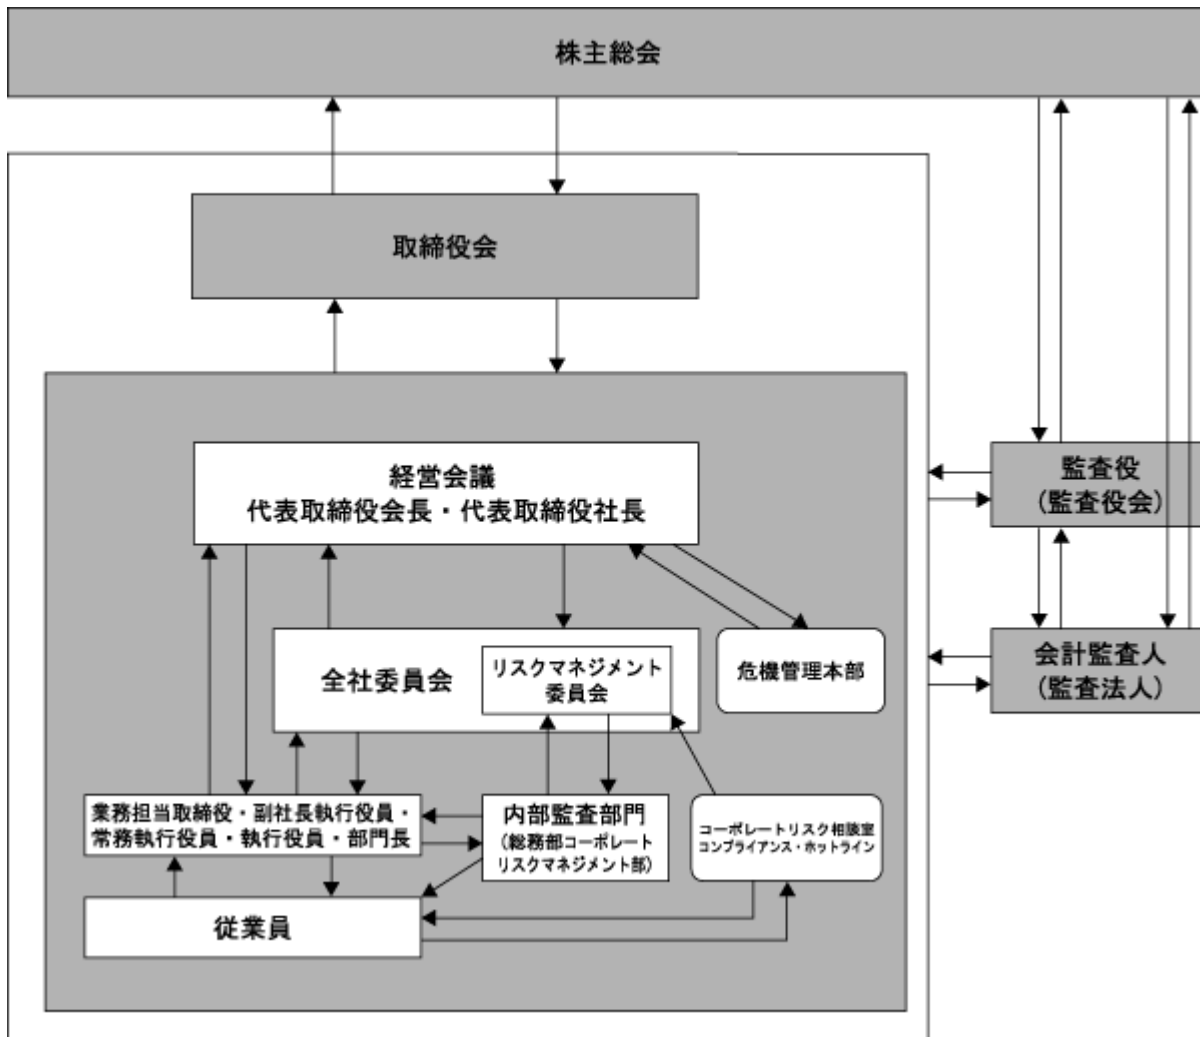 株主総会
取締役会
経営会議
代表取締役会長・代表取締役社長
監査役
(監査役会)
全社委員会
リスクマネジメント
委員会
危機管理本部
会計監査人
(監査法人)
業務担当取締役・副社長執行役員・
常務執行役員・執行役員・部門長
内部監査部門
(総務部コーポレート
リスクマネジメント部)
コーポレートリスク相談室
コンプライアンス・ホットライン
従業員